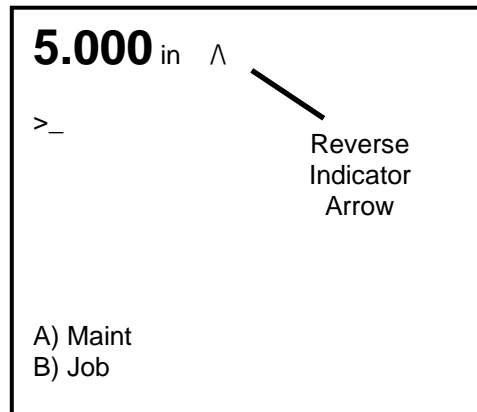 5.000 in /\
>_
Reverse
Indicator
Arrow
A) Maint
B) Job